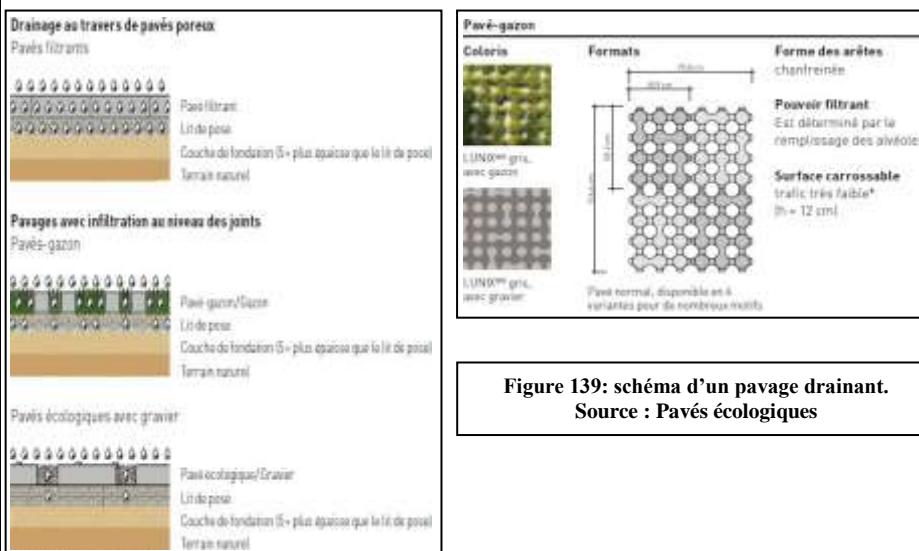 Drainage au travers de pavés poreux
Pavés filtrants
Pavé filtrant
Lit de pose
Couche de fondation (5× plus épaisse que le lit de pose)
Terrain naturel
Pavages avec infiltration au niveau des joints
Pavés-gazon
Pavé-gazon/Gazon
Lit de pose
Couche de fondation (5× plus épaisse que le lit de pose)
Terrain naturel
Pavés écologiques avec gravier
Pavé écologique/Gravier
Lit de pose
Couche de fondation (5× plus épaisse que le lit de pose)
Terrain naturel
Pavé-gazon
Coloris
LUNIX gris,
avec gazon
LUNIX gris,
avec gravier
Formats
Pavé normal, disponible en 4
variantes pour de nombreux motifs
Forme des arêtes
chanfreinée
Pouvoir filtrant
Est déterminé par le
remplissage des alvéole
Surface carrossable
trafic très faible*
(h = 12 cm)
Figure 139: schéma d’un pavage drainant.
Source : Pavés écologiques